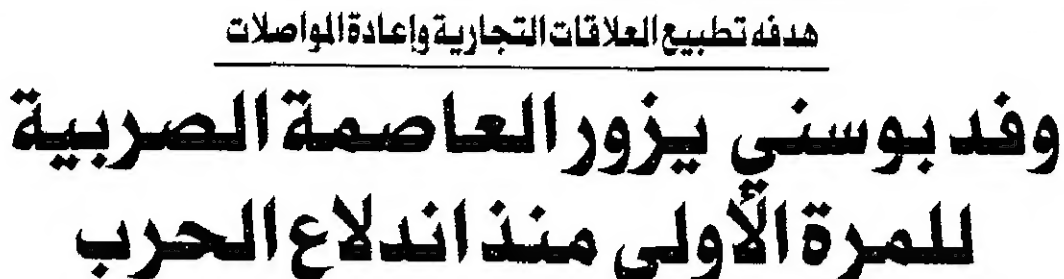 هدفه تطبيع العلاقات التجارية وإعادة المواصلات
وفد بوسني يزور العاصمة الصربية
للمرة الأولى منذ اندلاع الحرب